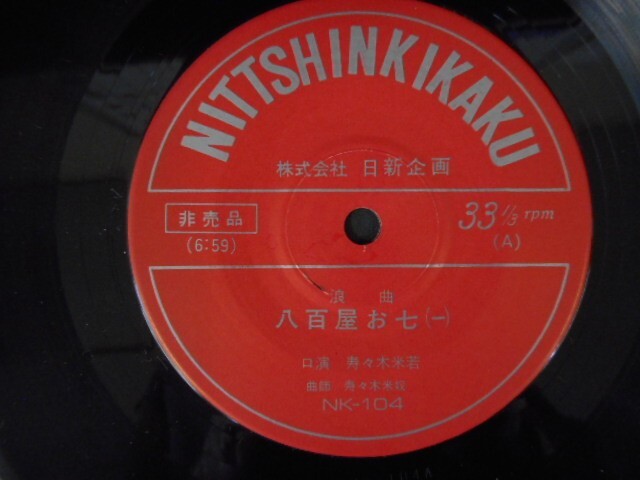 NITTSHINKIKAKU
株式会社 日新企画
非売品
(6:59)
33 1/3 rpm
(A)
浪曲
八百屋お七(一)
口演 寿々木米若
曲師 寿々木米
NK-104